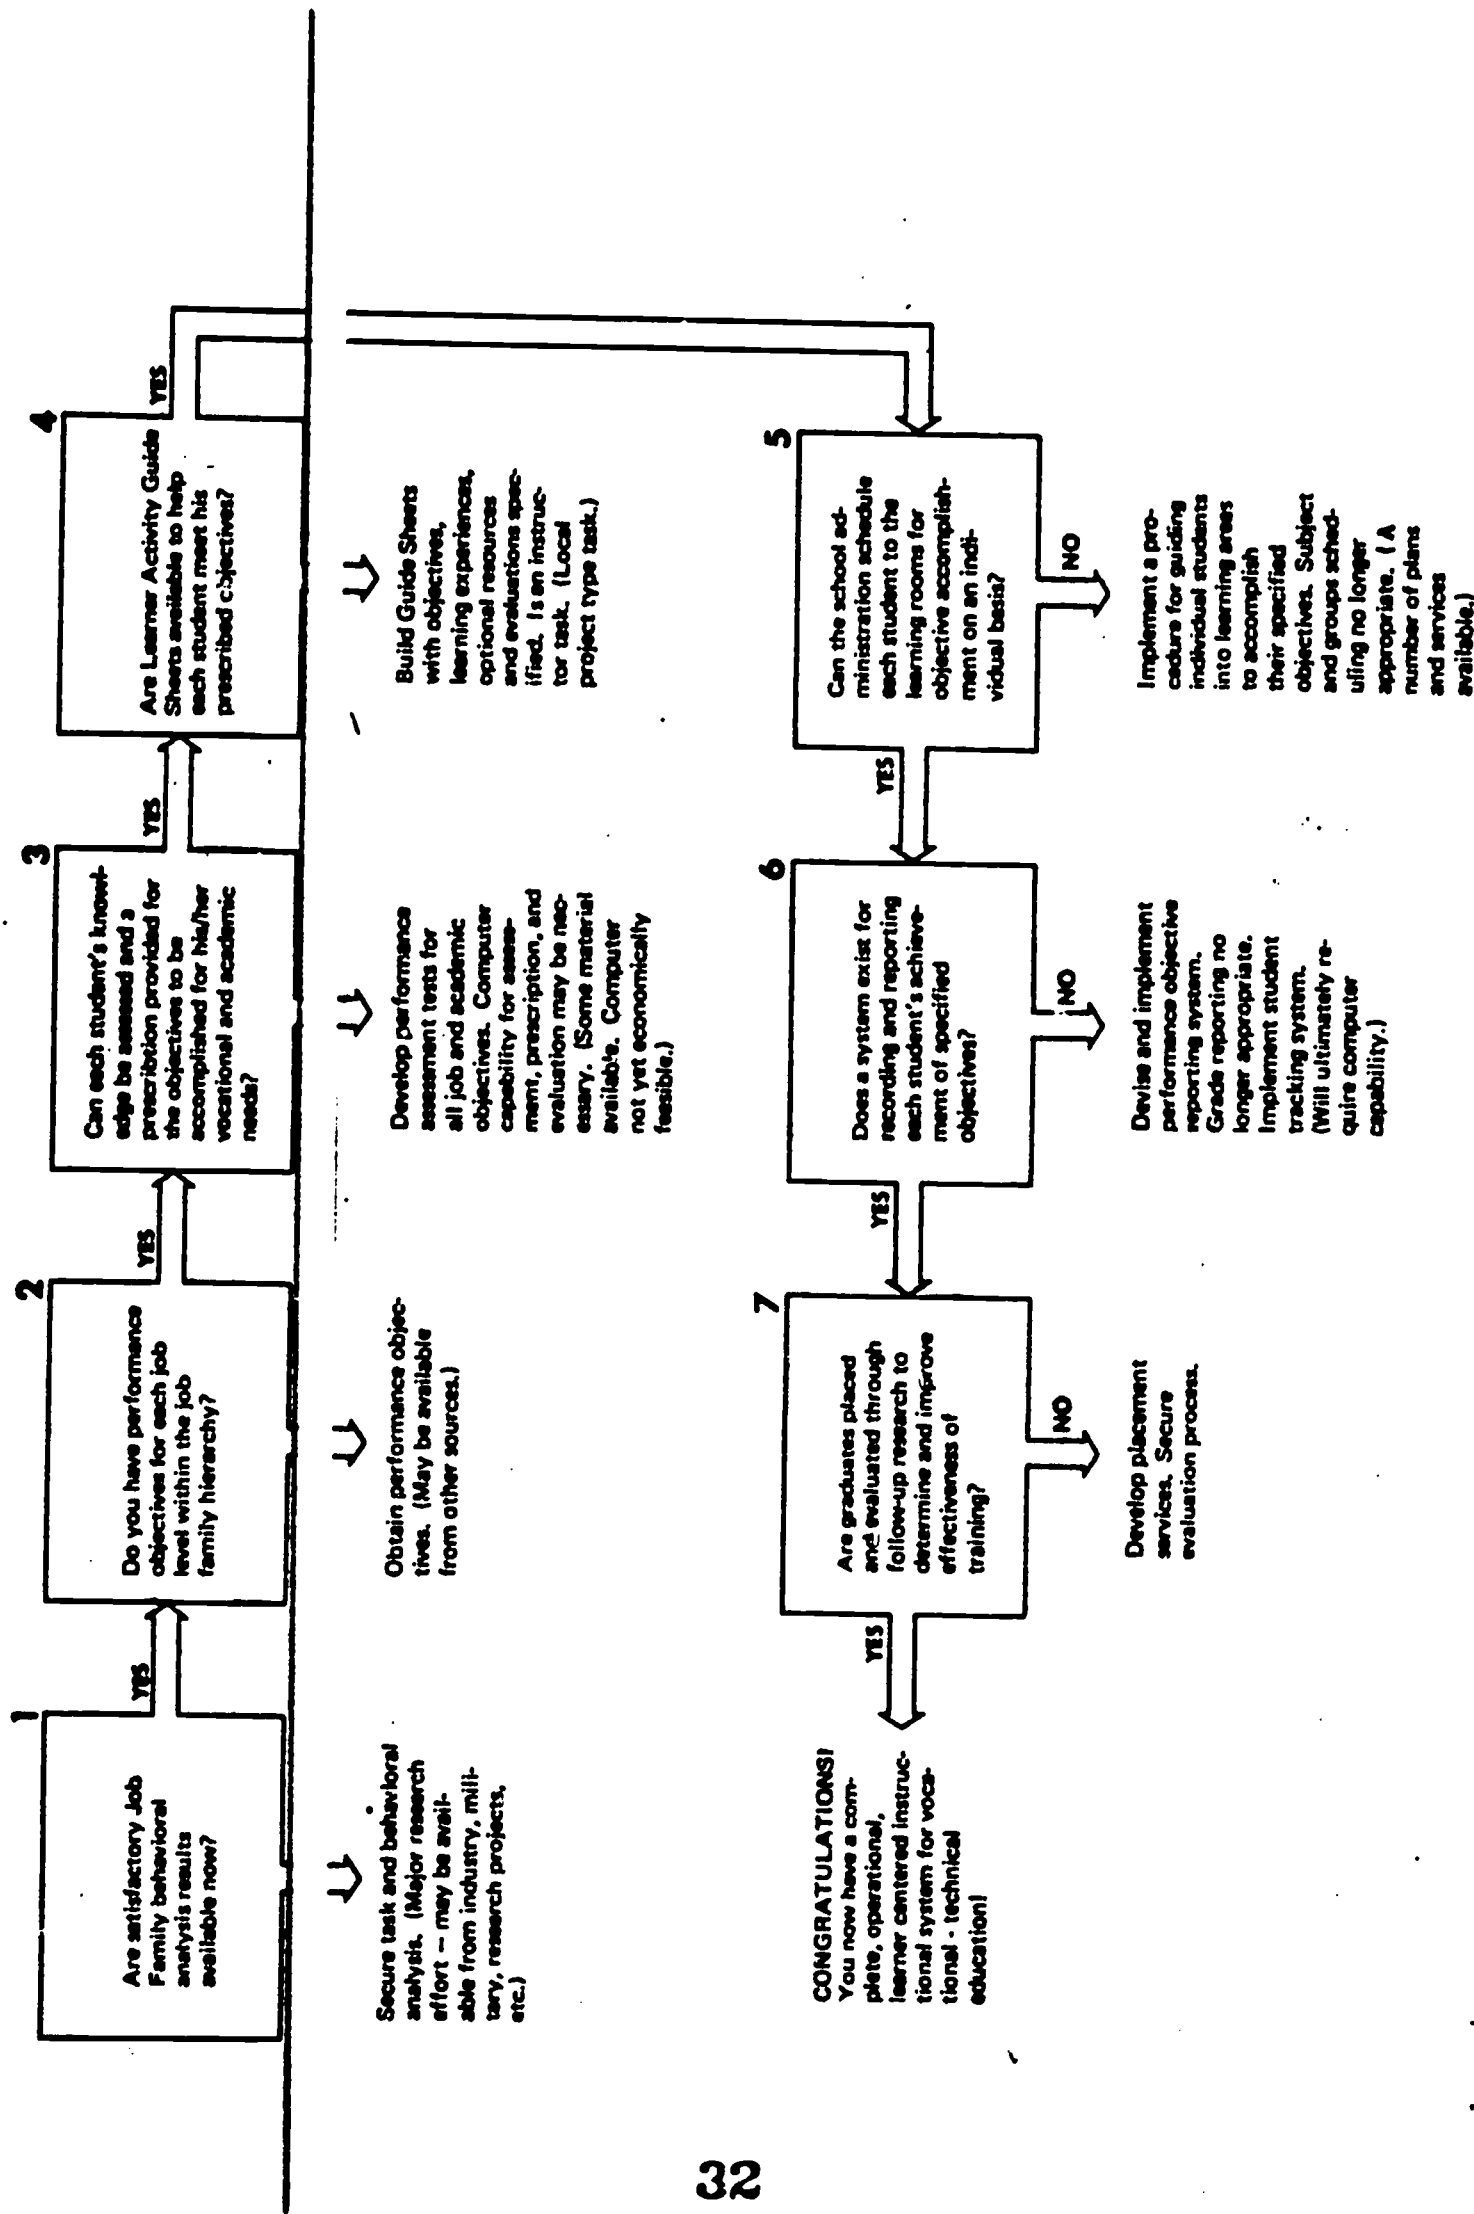 1
Are satisfactory Job
Family behavioral
analysis results
available now?
YES
Secure task and behavioral
analysis. (Major research
effort -- may be avail-
able from industry, mili-
tary, research projects,
etc.)
2
Do you have performance
objectives for each job
level within the job
family hierarchy?
YES
Obtain performance objec-
tives. (May be available
from other sources.)
3
Can each student's knowl-
edge be assessed and a
prescribtion provided for
the objectives to be
accomplished for his/her
vocational and academic
needs?
YES
Develop performance
assessment tests for
all job and academic
objectives. Computer
capability for assess-
ment, prescription, and
evaluation may be nec-
essary. (Some material
available. Computer
not yet economically
feasible.)
4
Are Learner Activity Guide
Sheets available to help
each student meet his
prescribed objectives?
YES
Build Guide Sheets
with objectives,
learning experiences,
optional resources
and evaluations spec-
ified. Is an instruc-
tor task. (Local
project type task.)
5
Can the school ad-
ministration schedule
each student to the
learning rooms for
objective accomplish-
ment on an indi-
vidual basis?
YES
NO
Implement a pro-
cedure for guiding
individual students
into learning areas
to accomplish
their specified
objectives. Subject
and groups sched-
uling no longer
appropriate. ( A
number of plans
and services
available.)
6
Does a system exist for
recording and reporting
each student's achieve-
ment of specified
objectives?
YES
NO
Devise and implement
performance objective
reporting system.
Grade reporting no
longer appropriate.
Implement student
tracking system.
(Will ultimately re-
quire computer
capability.)
7
Are graduates placed
and evaluated through
follow-up research to
determine and improve
effectiveness of
training?
YES
NO
Develop placement
services. Secure
evaluation process.
CONGRATULATIONS!
You now have a com-
plete, operational,
learner centered instruc-
tional system for voca-
tional - technical
education!
32